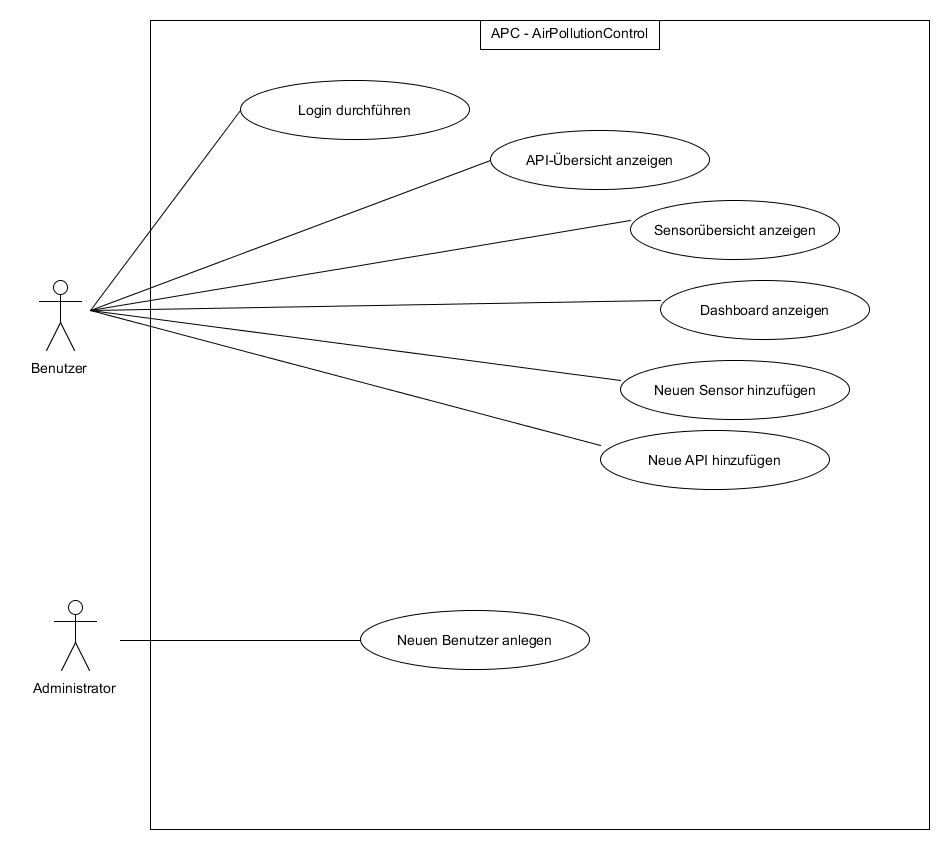 APC - AirPollutionControl
Login durchführen
API-Übersicht anzeigen
Sensorübersicht anzeigen
Dashboard anzeigen
Benutzer
Neuen Sensor hinzufügen
Neue API hinzufügen
Neuen Benutzer anlegen
Administrator